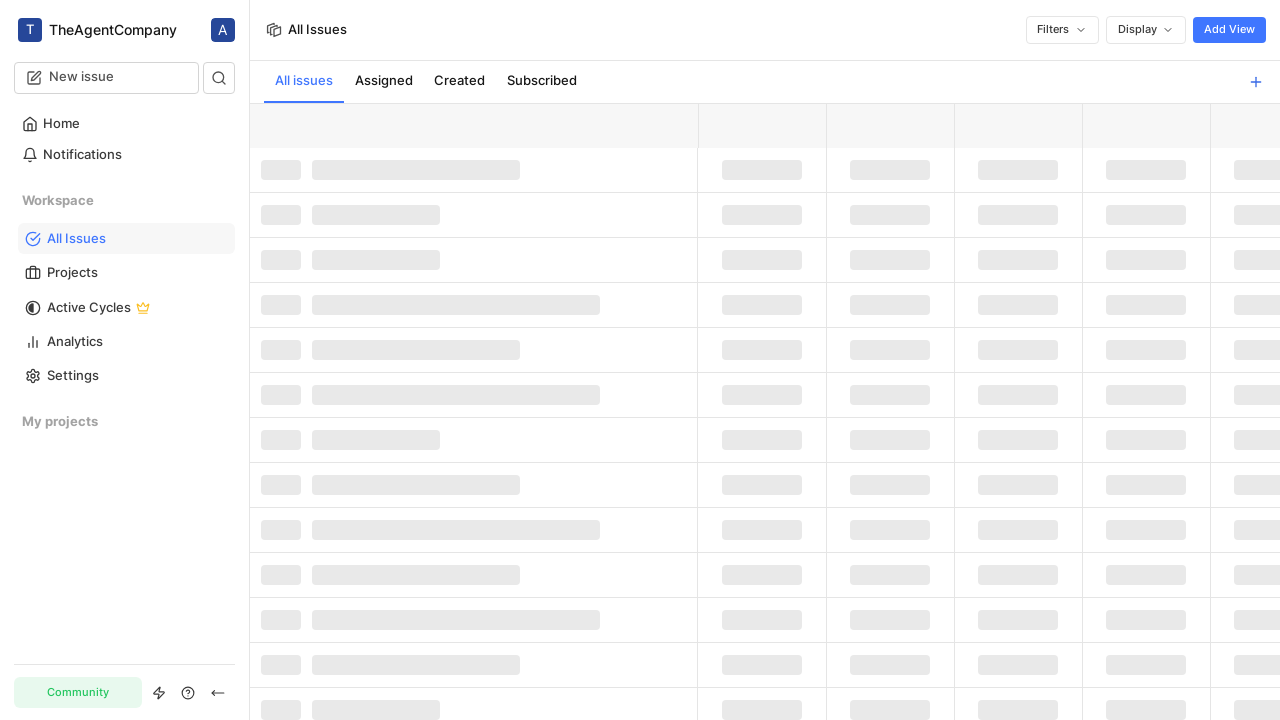 T TheAgentCompany A
New issue
Home
Notifications
Workspace
All Issues
Projects
Active Cycles
Analytics
Settings
My projects
Community
All Issues
Filters Display Add View
All issues Assigned Created Subscribed